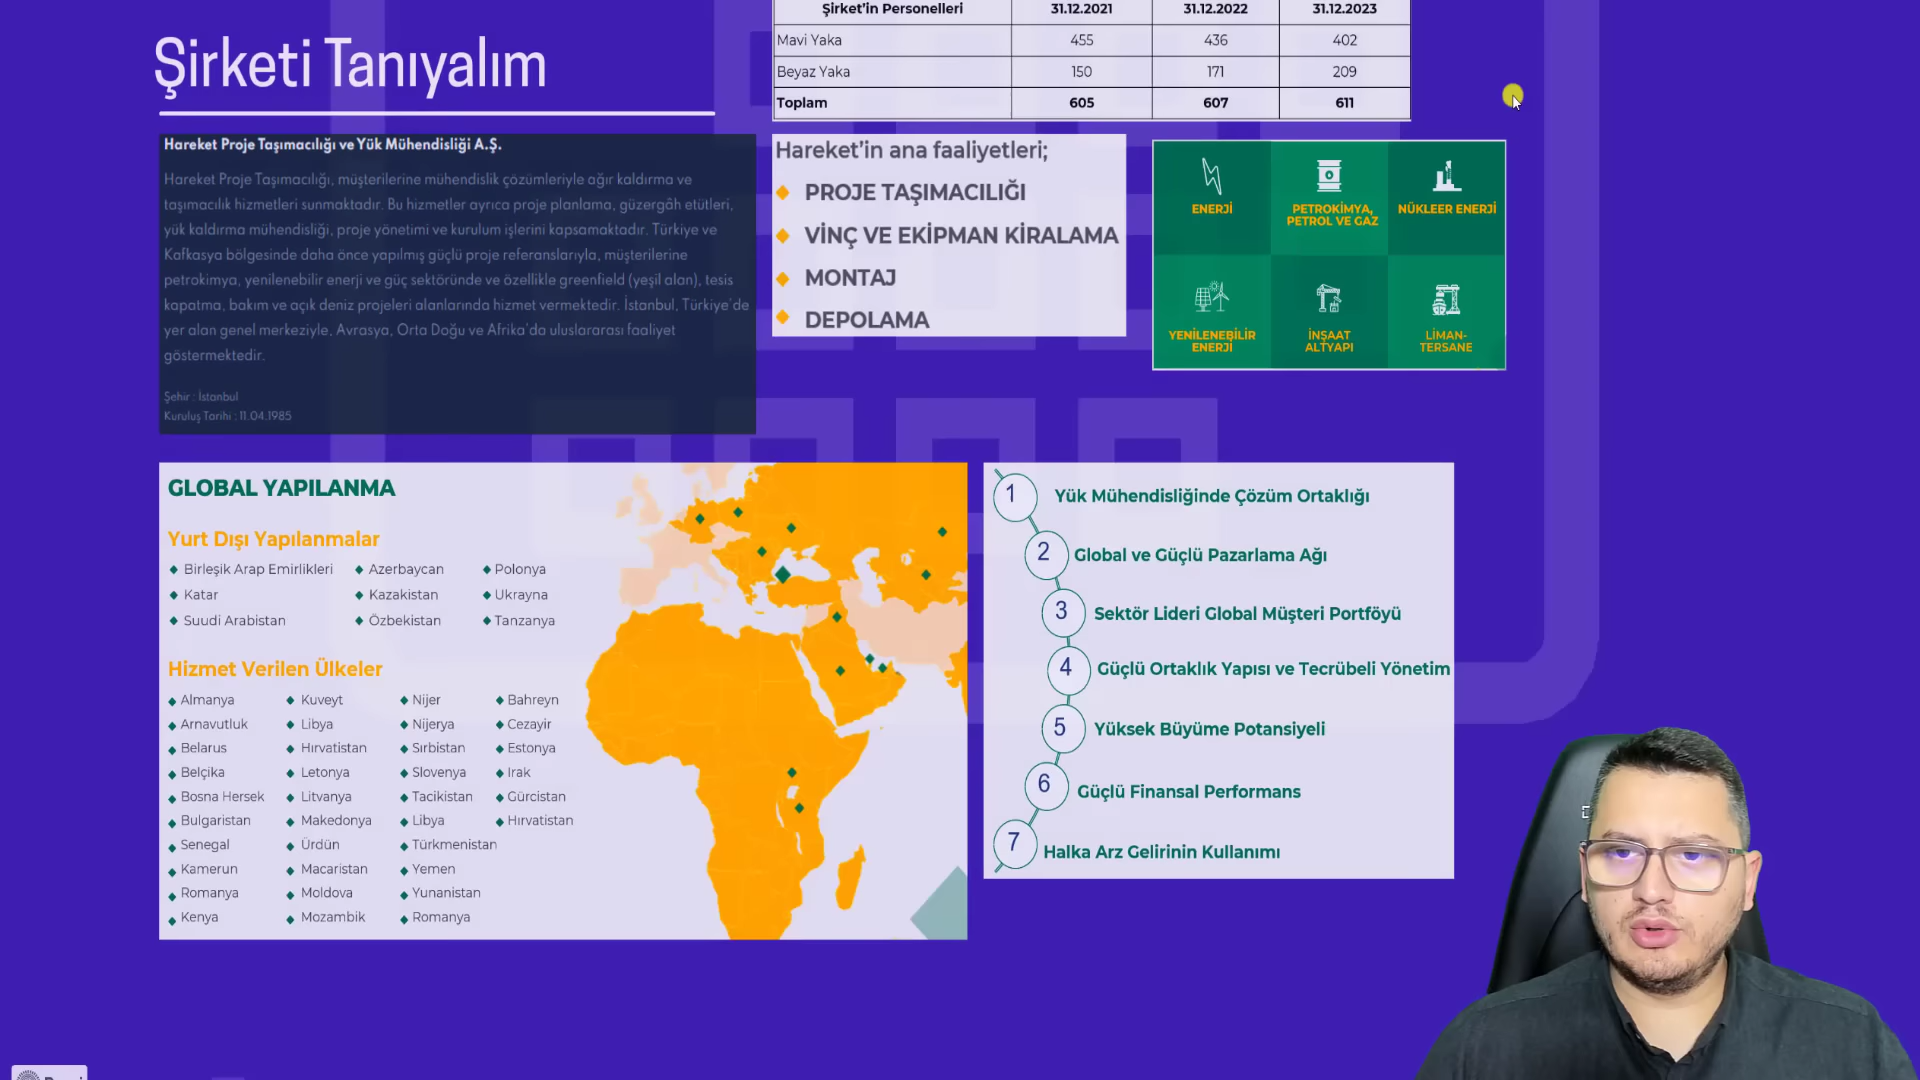 Şirketi Tanıyalım
Şirket’in Personelleri 31.12.2021 31.12.2022 31.12.2023
Mavi Yaka 455 436 402
Beyaz Yaka 150 171 209
Toplam 605 607 611
Hareket Proje Taşımacılığı ve Yük Mühendisliği A.Ş.
Hareket Proje Taşımacılığı, müşterilerine mühendislik çözümleriyle ağır kaldırma ve
taşımacılık hizmetleri sunmaktadır. Bu hizmetler ayrıca proje planlama, güzergâh etütleri,
yük kaldırma mühendisliği, proje yönetimi ve kurulum işlerini kapsamaktadır. Türkiye ve
Kafkasya bölgesinde daha önce yapılmış güçlü proje referanslarıyla, müşterilerine
petrokimya, yenilenebilir enerji ve güç sektöründe ve özellikle greenfield (yeşil alan), tesis
kapatma, bakım ve açık deniz projeleri alanlarında hizmet vermektedir. İstanbul, Türkiye’de
yer alan genel merkeziyle, Avrasya, Orta Doğu ve Afrika’da uluslararası faaliyet
göstermektedir.
Şehir : İstanbul
Kuruluş Tarihi : 11.04.1985
Hareket’in ana faaliyetleri;
PROJE TAŞIMACILIĞI
VİNÇ VE EKİPMAN KİRALAMA
MONTAJ
DEPOLAMA
ENERJİ
PETROKİMYA,
PETROL VE GAZ
NÜKLEER ENERJİ
YENİLENEBİLİR
ENERJİ
İNŞAAT
ALTYAPI
LİMAN-
TERSANE
GLOBAL YAPILANMA
Yurt Dışı Yapılanmalar
Birleşik Arap Emirlikleri Azerbaycan Polonya
Katar Kazakistan Ukrayna
Suudi Arabistan Özbekistan Tanzanya
Hizmet Verilen Ülkeler
Almanya Kuveyt Nijer Bahreyn
Arnavutluk Libya Nijerya Cezayir
Belarus Hırvatistan Sırbistan Estonya
Belçika Letonya Slovenya Irak
Bosna Hersek Litvanya Tacikistan Gürcistan
Bulgaristan Makedonya Libya Hırvatistan
Senegal Ürdün Türkmenistan
Kamerun Macaristan Yemen
Romanya Moldova Yunanistan
Kenya Mozambik Romanya
1 Yük Mühendisliğinde Çözüm Ortaklığı
2 Global ve Güçlü Pazarlama Ağı
3 Sektör Lideri Global Müşteri Portföyü
4 Güçlü Ortaklık Yapısı ve Tecrübeli Yönetim
5 Yüksek Büyüme Potansiyeli
6 Güçlü Finansal Performans
7 Halka Arz Gelirinin Kullanımı